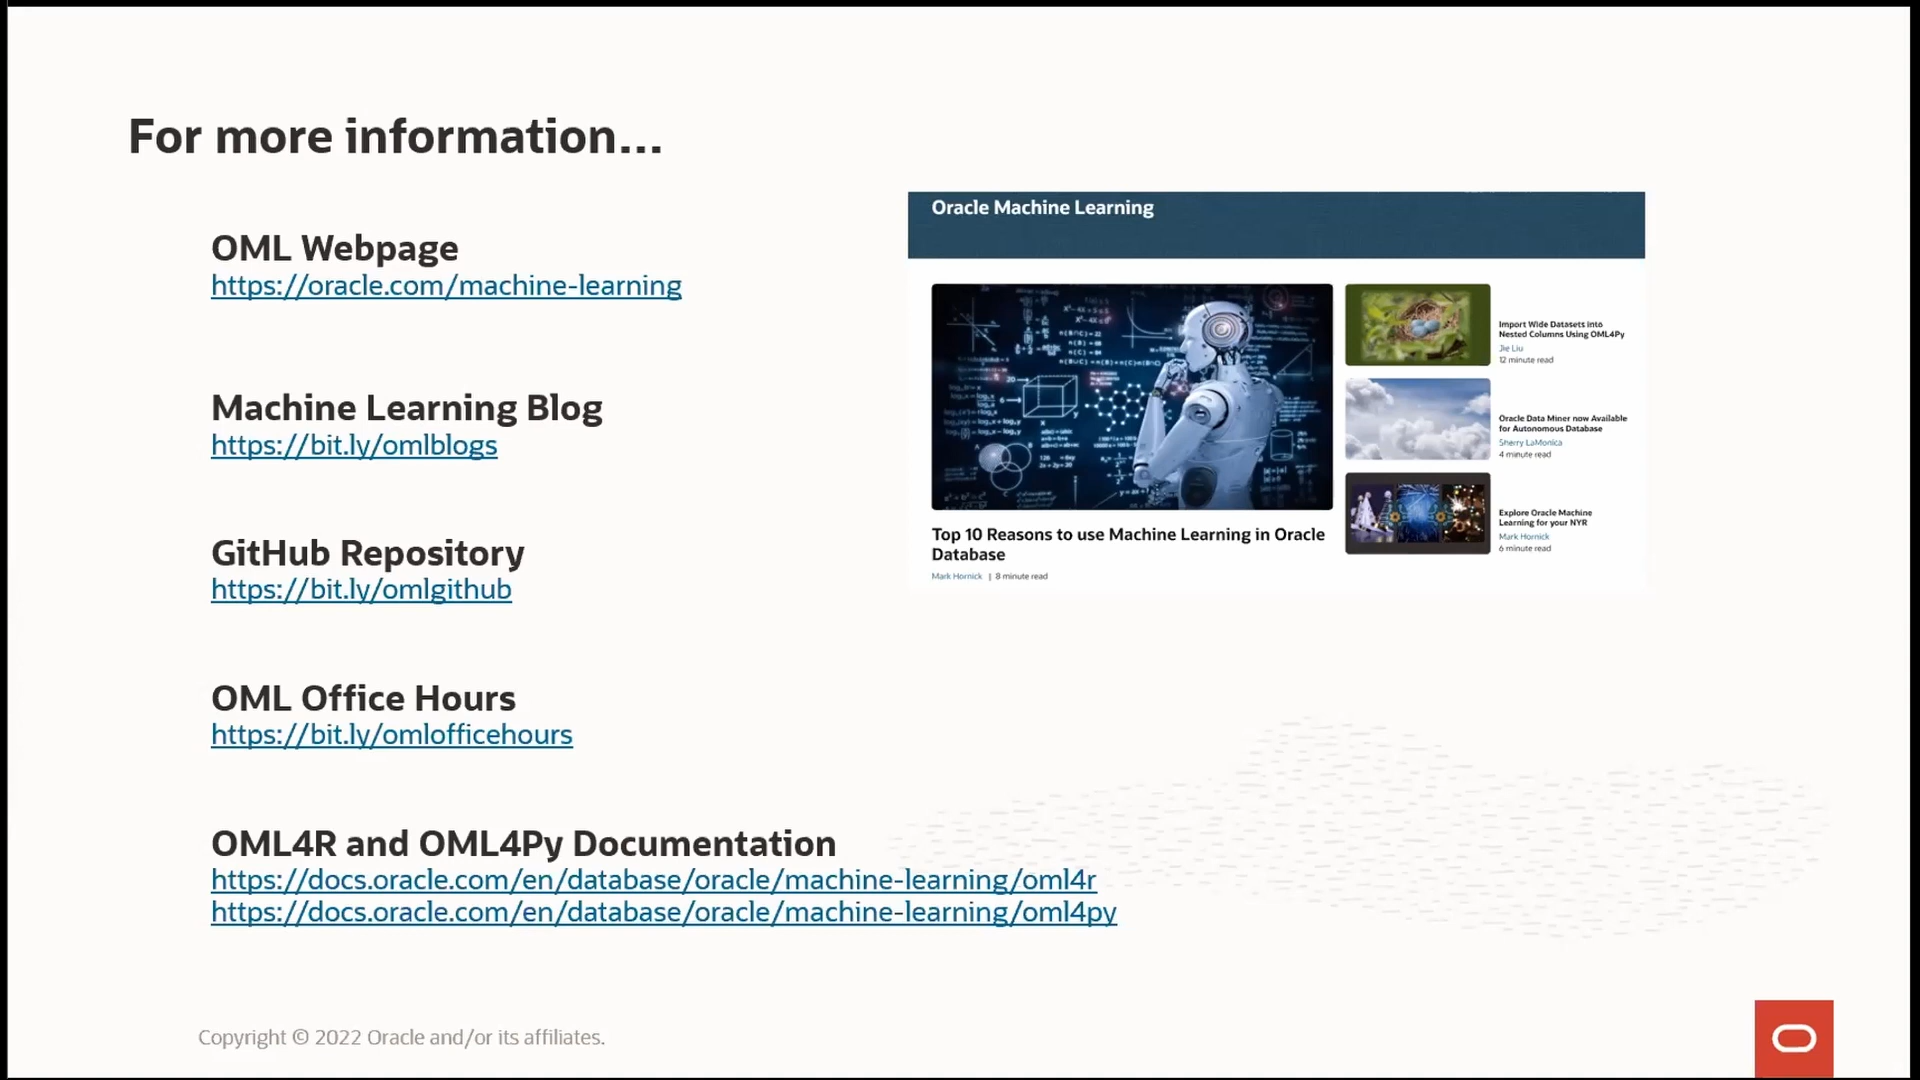 For more information...
OML Webpage
https://oracle.com/machine-learning
Machine Learning Blog
https://bit.ly/omlblogs
GitHub Repository
https://bit.ly/omlgithub
OML Office Hours
https://bit.ly/omlofficehours
OML4R and OML4Py Documentation
https://docs.oracle.com/en/database/oracle/machine-learning/oml4r
https://docs.oracle.com/en/database/oracle/machine-learning/oml4py
Oracle Machine Learning
Top 10 Reasons to use Machine Learning in Oracle
Database
Mark Hornick | 8 minute read
Import Wide Datasets into
Nested Columns Using OML4Py
Jie Liu
12 minute read
Oracle Data Miner now Available
for Autonomous Database
Sherry LaMonica
4 minute read
Explore Oracle Machine
Learning for your NYR
Mark Hornick
6 minute read
Copyright © 2022 Oracle and/or its affiliates.